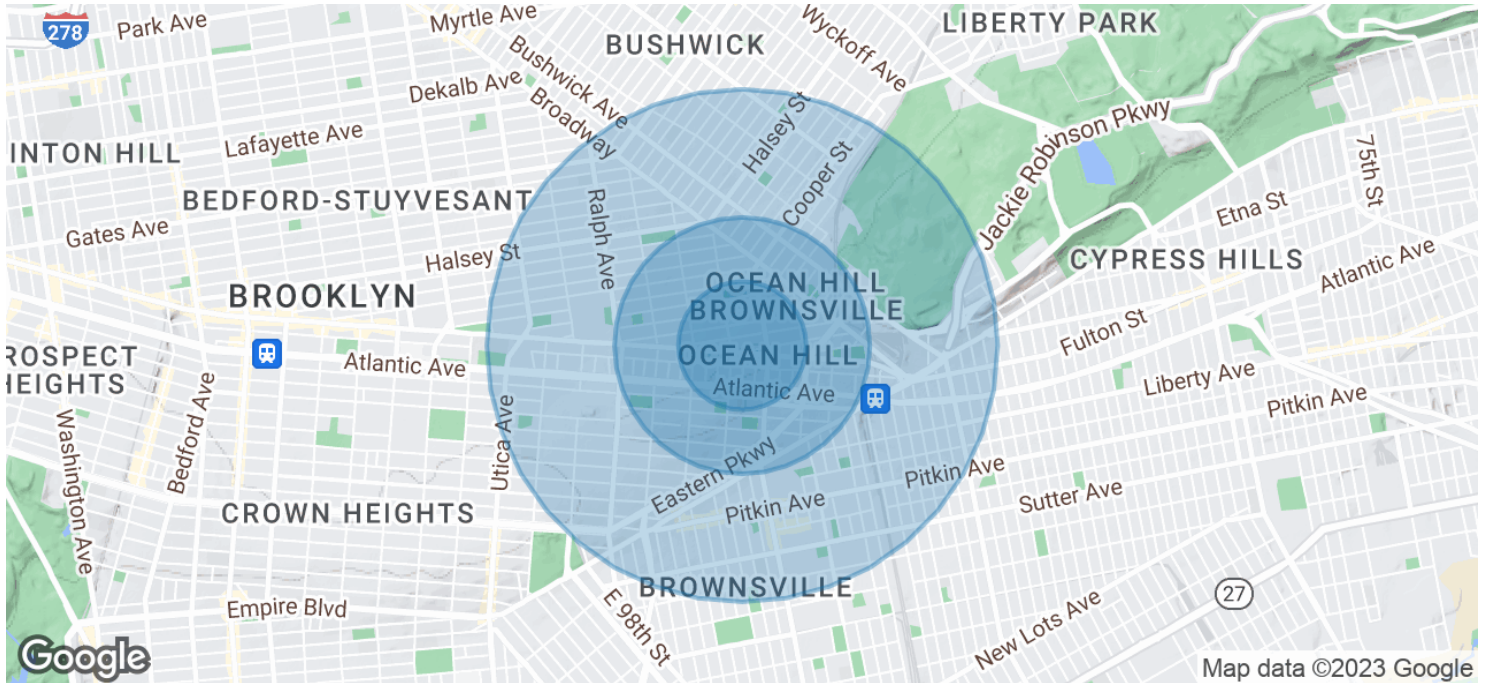 278
Park Ave
Myrtle Ave
Wyckoff Ave
LIBERTY PARK
BUSHWICK
Bushwick Ave
Dekalb Ave
Broadway
Halsey St
Jackie Robinson Pkwy
Lafayette Ave
INTON HILL
Cooper St
75th St
BEDFORD-STUYVESANT
Ralph Ave
Etna St
Gates Ave
Halsey St
CYPRESS HILLS
Atlantic Ave
OCEAN HILL
BROWNSVILLE
BROOKLYN
Fulton St
ROSPECT
HEIGHTS
Atlantic Ave
OCEAN HILL
Atlantic Ave
Liberty Ave
Pitkin Ave
Washington Ave
Bedford Ave
Utica Ave
Eastern Pkwy
Pitkin Ave
Pitkin Ave
Sutter Ave
CROWN HEIGHTS
BROWNSVILLE
27
Empire Blvd
E 98th St
New Lots Ave
Google
Map data ©2023 Google